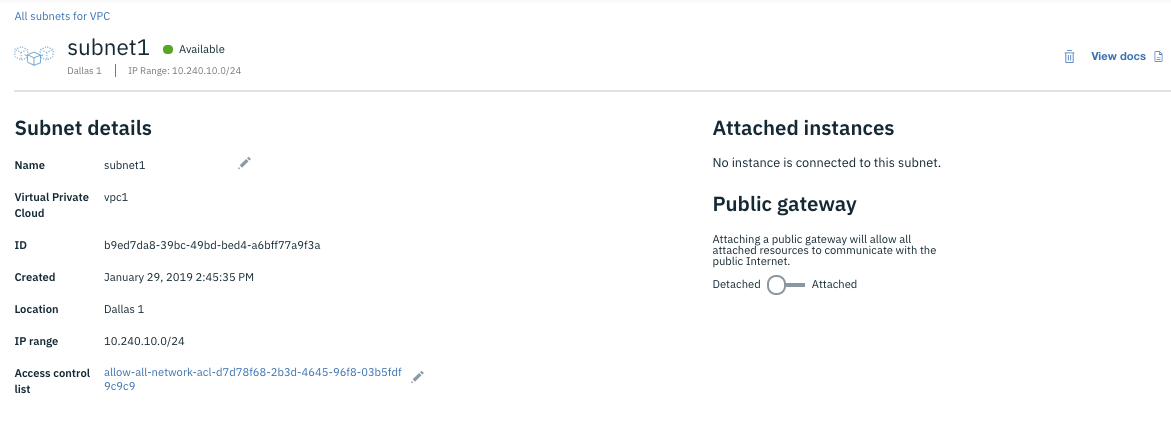 All subnets for VPC
subnet1 Available
Dallas 1 IP Range: 10.240.10.0/24
View docs
Subnet details
Name subnet1
Virtual Private Cloud vpc1
ID b9ed7da8-39bc-49bd-bed4-a6bff77a9f3a
Created January 29, 2019 2:45:35 PM
Location Dallas 1
IP range 10.240.10.0/24
Access control list allow-all-network-acl-d7d78f68-2b3d-4645-96f8-03b5fdf
9c9c9
Attached instances
No instance is connected to this subnet.
Public gateway
Attaching a public gateway will allow all
attached resources to communicate with the
public Internet.
Detached Attached